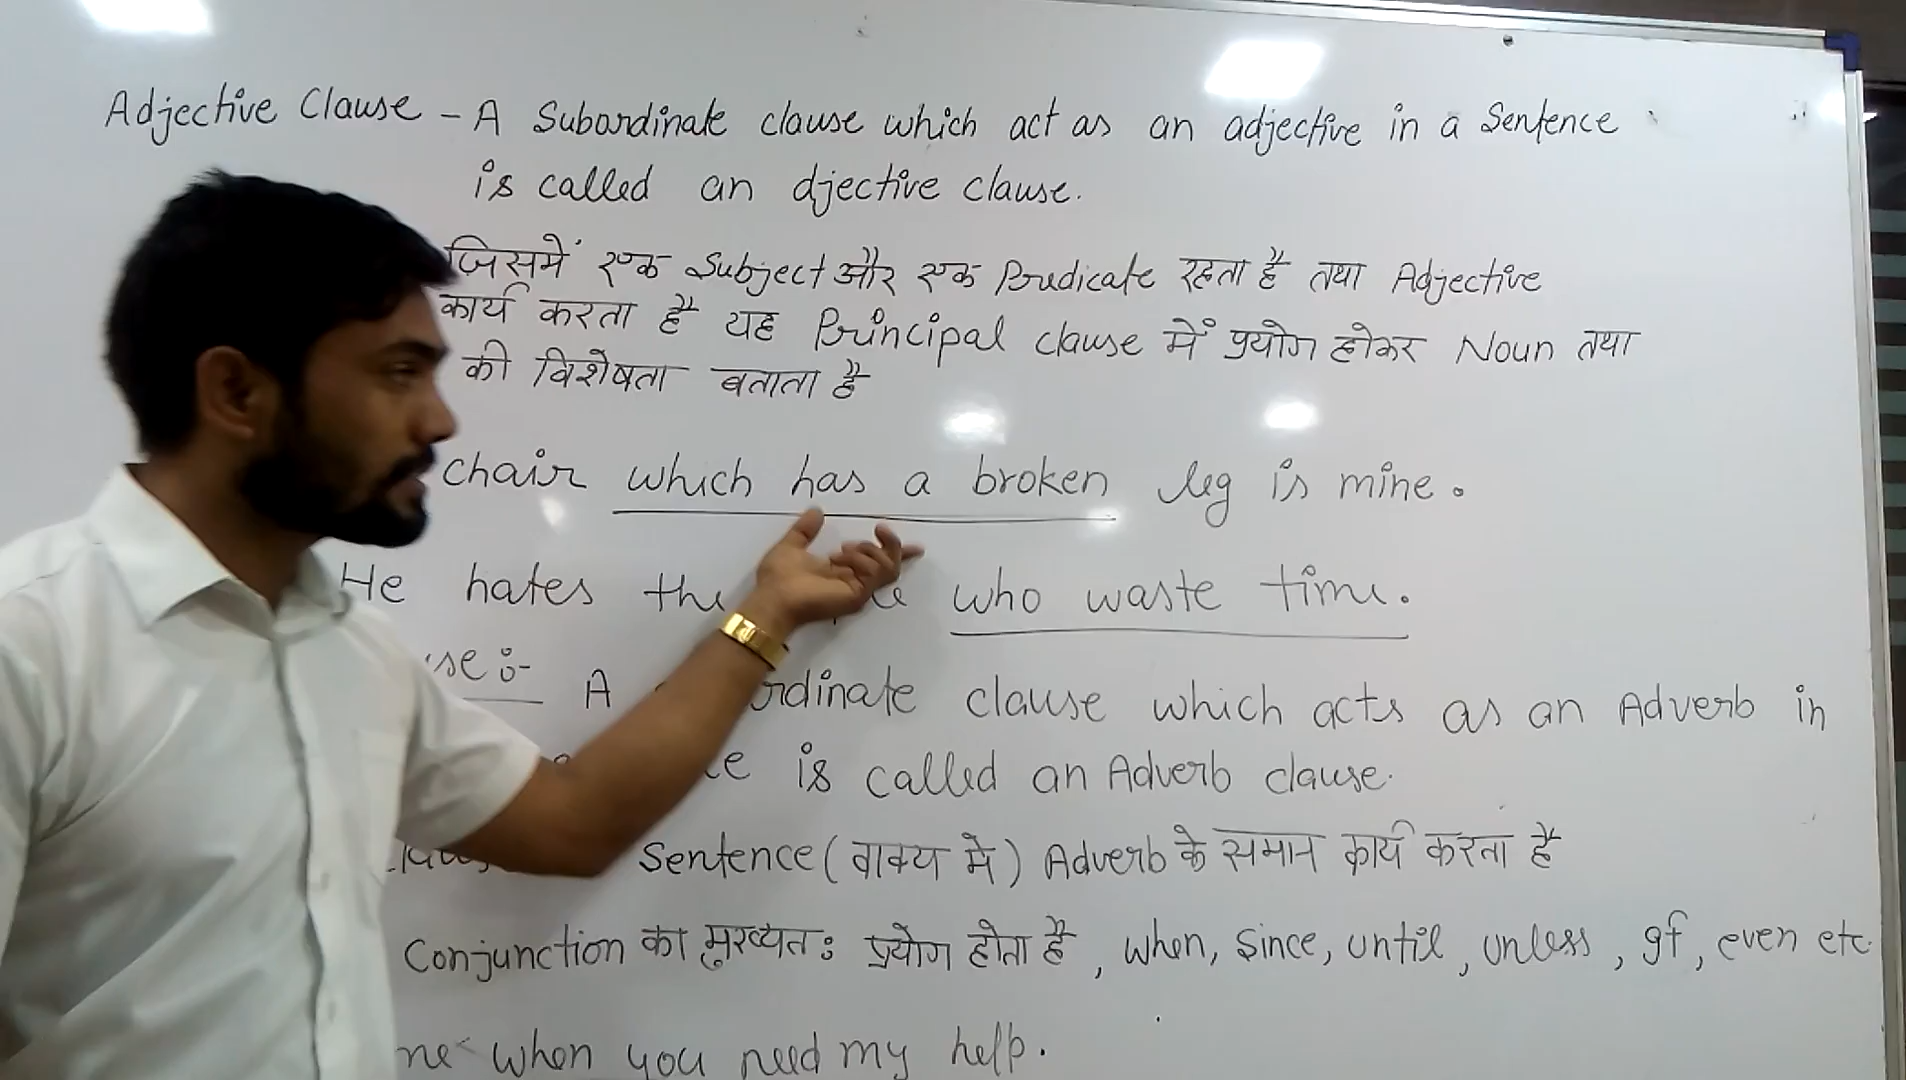 Adjective Clause - A Subordinate clause which act as an adjective in a Sentence
is called an djective clause.
जिसमें एक Subject और एक Predicate रहता है तथा Adjective
कार्य करता है यह Principal clause में प्रयोग होकर Noun तथा
की विशेषता बताता है
chair which has a broken leg is mine.
He hates who waste time.
:- A clause which acts as an Adverb in
is called an Adverb clause.
Sentence (वाक्य में) Adverb के समान कार्य करता है
Conjunction का मुख्यतः प्रयोग होता है, when, since, until, unless, gf, even etc
when you need my help.